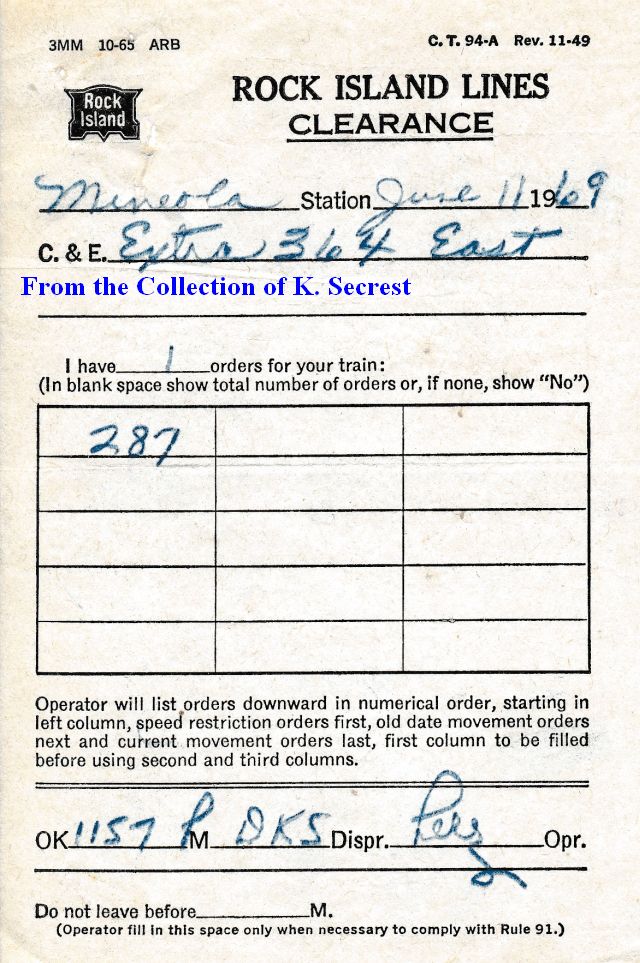 3MM 10-65 ARB
C. T. 94-A Rev. 11-49
Rock Island
ROCK ISLAND LINES
CLEARANCE
Mineola Station June 11 1969
C. & E. Extra 364 East
From the Collection of K. Secrest
I have 1 orders for your train:
(In blank space show total number of orders or, if none, show “No”)
287
Operator will list orders downward in numerical order, starting in
left column, speed restriction orders first, old date movement orders
next and current movement orders last, first column to be filled
before using second and third columns.
OK 1157 P M DKS Dispr. Opr.
Do not leave before M.
(Operator fill in this space only when necessary to comply with Rule 91.)